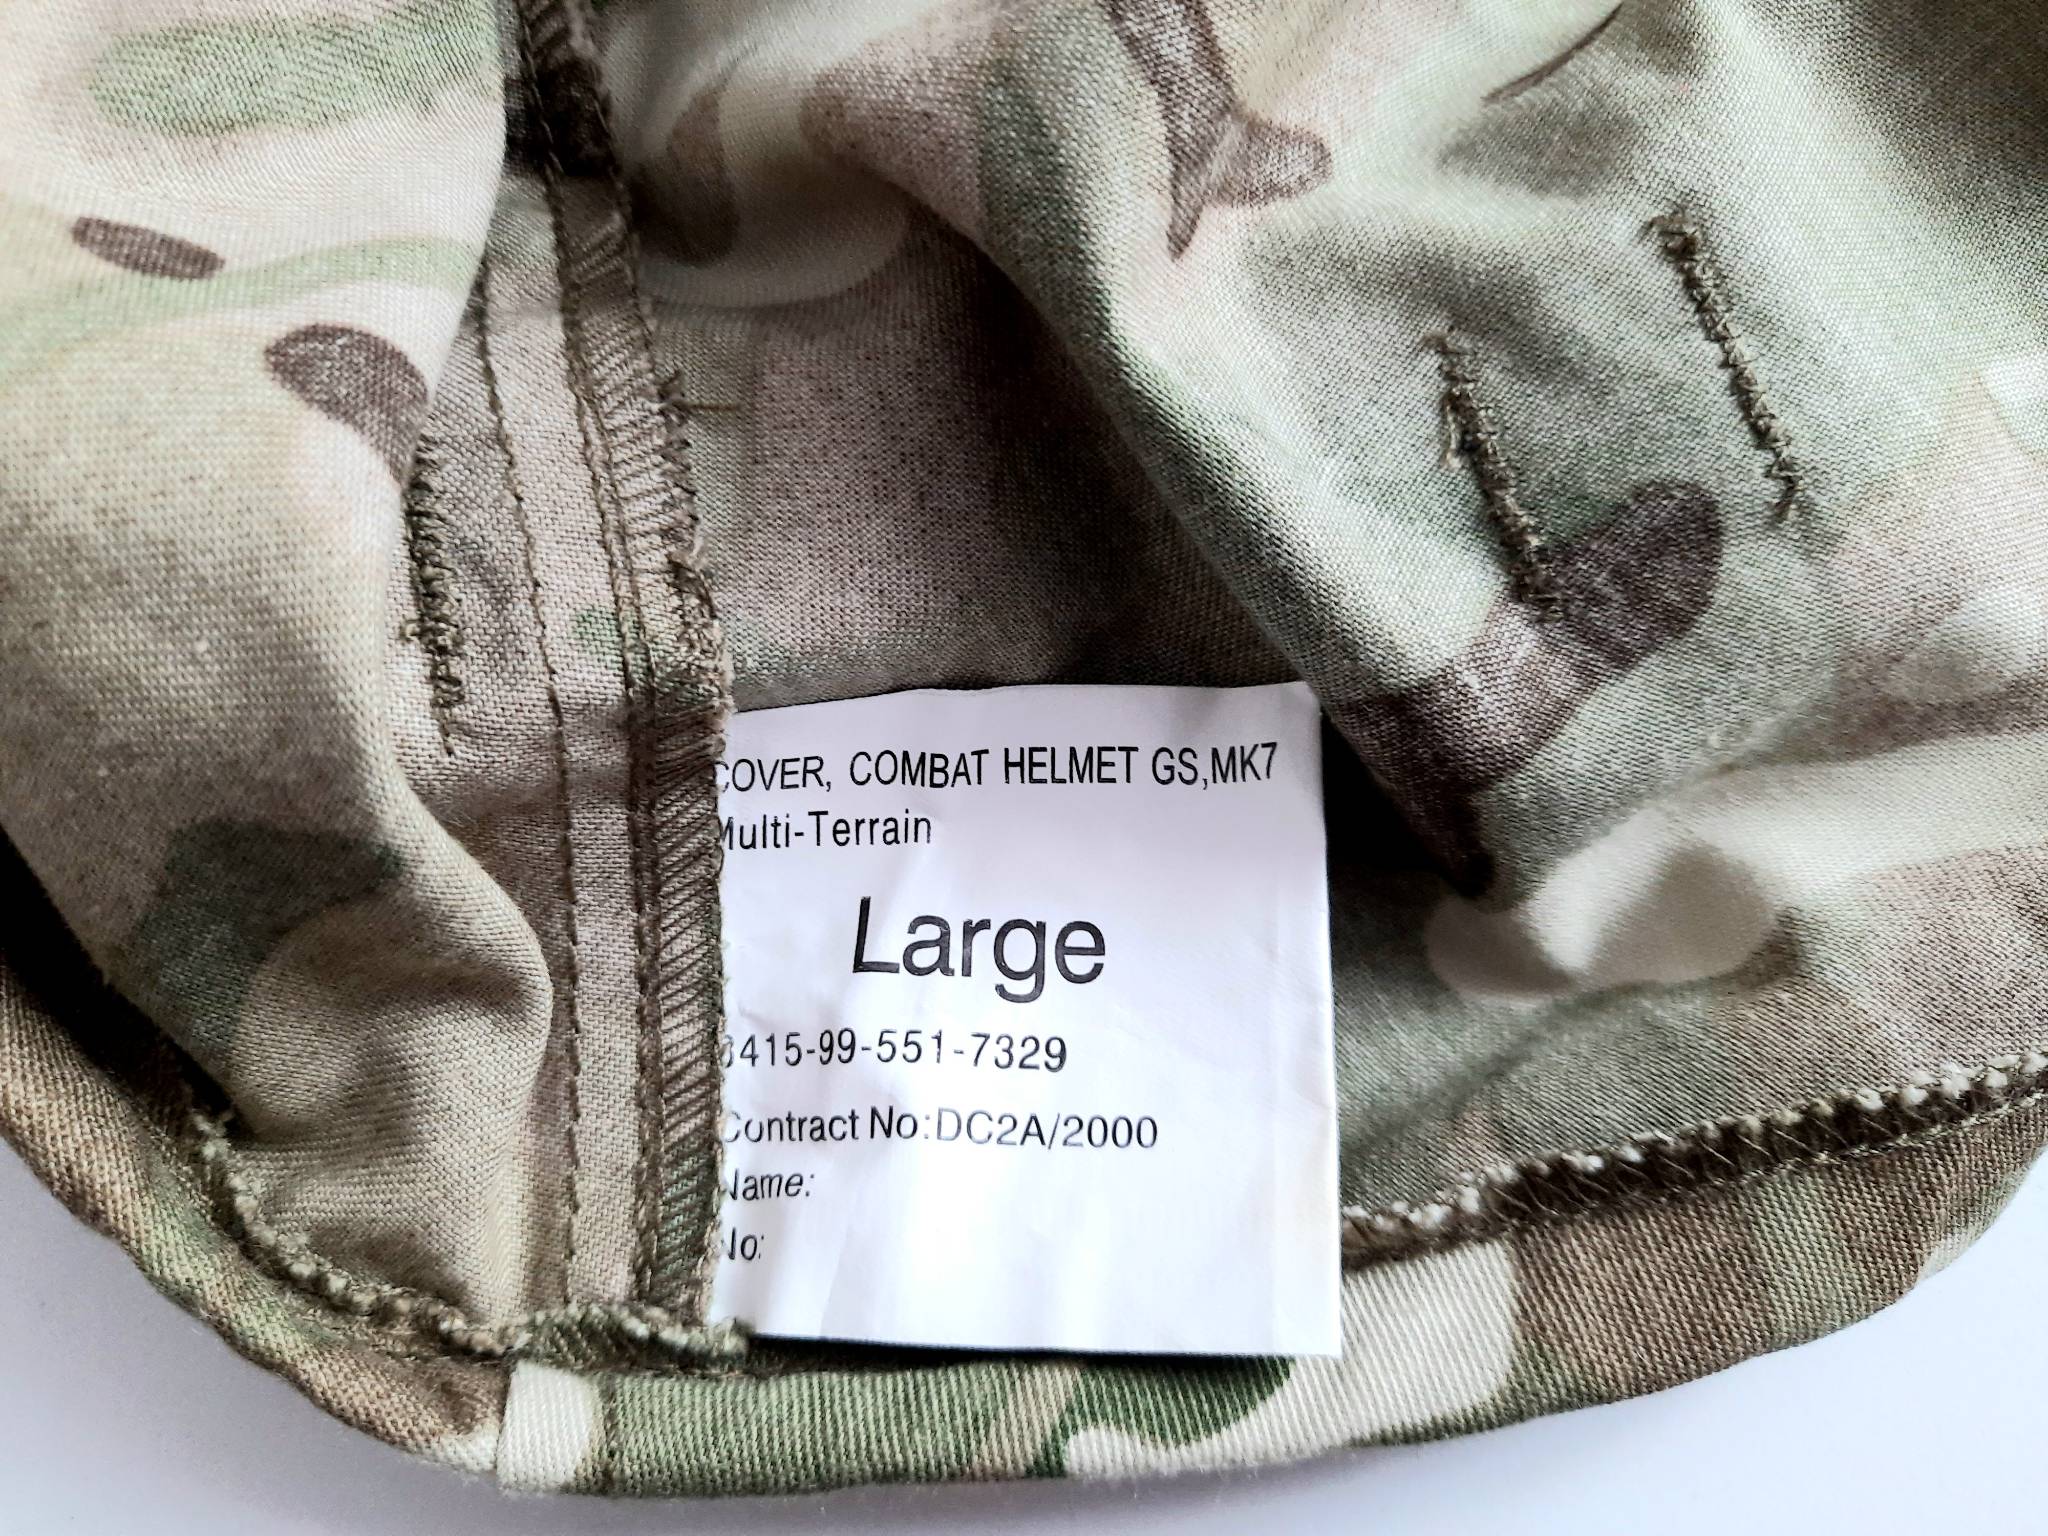 COVER, COMBAT HELMET GS,MK7
Multi-Terrain
Large
8415-99-551-7329
Contract No:DC2A/2000
Name:
No: